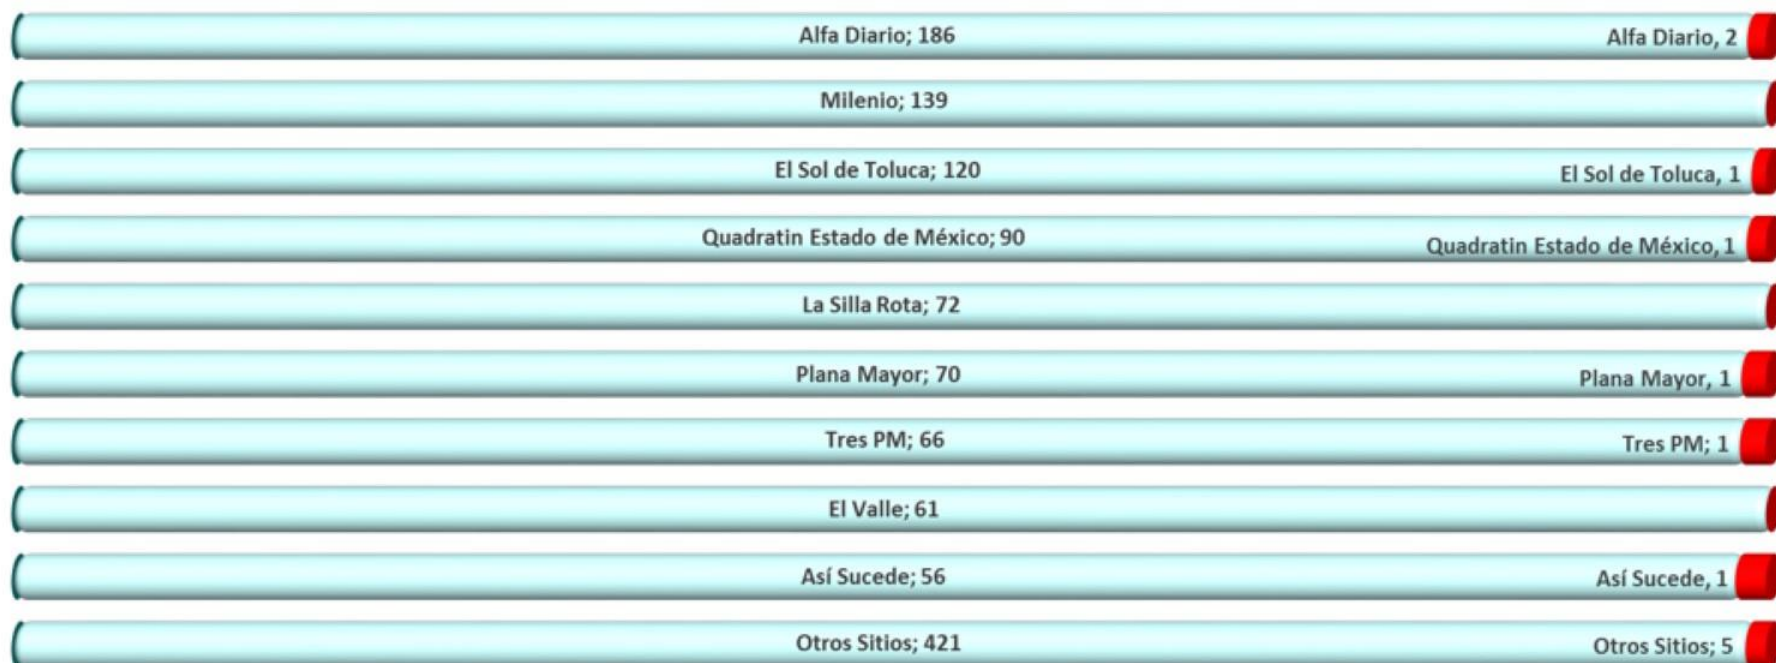 Alfa Diario; 186 Alfa Diario, 2
Milenio; 139
El Sol de Toluca; 120 El Sol de Toluca, 1
Quadratin Estado de México; 90 Quadratin Estado de México, 1
La Silla Rota; 72
Plana Mayor; 70 Plana Mayor, 1
Tres PM; 66 Tres PM; 1
El Valle; 61
Así Sucede; 56 Así Sucede, 1
Otros Sitios; 421 Otros Sitios; 5